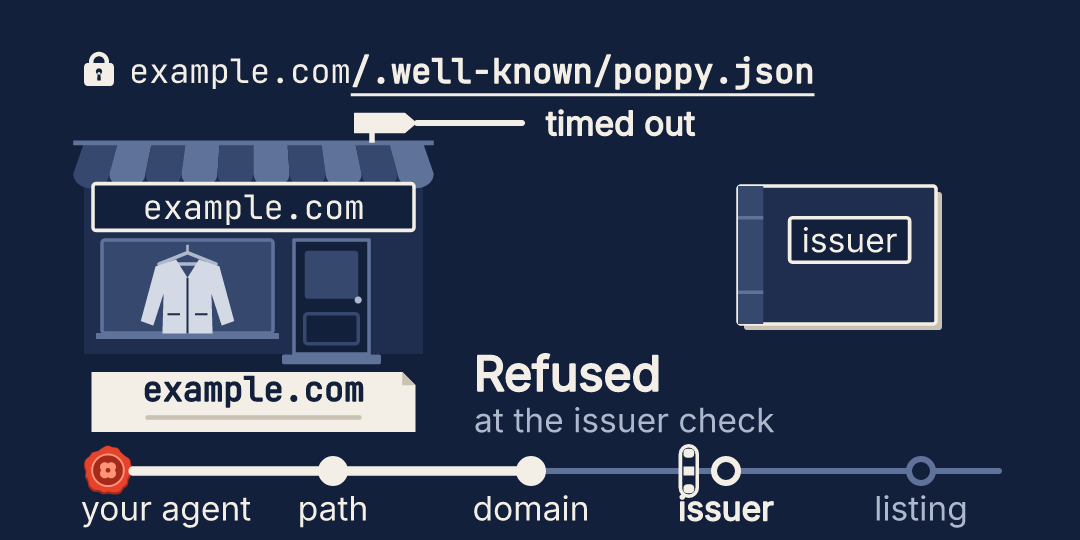 example.com/.well-known/poppy.json
timed out
example.com
issuer
example.com
Refused
at the issuer check
your agent
path
domain
issuer
listing